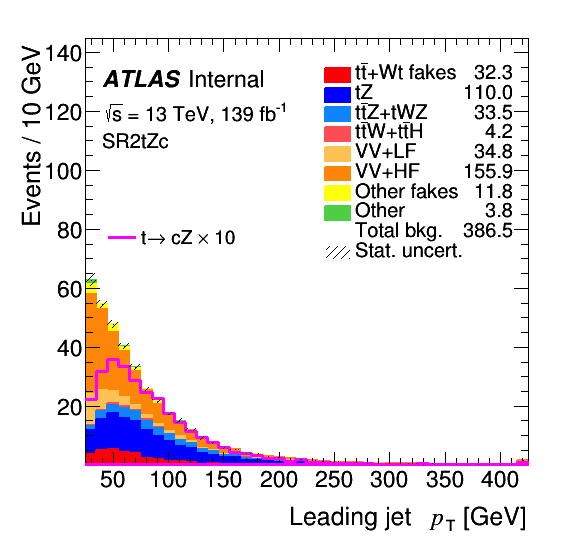 Events / 10 GeV
140
120
100
80
60
40
20
ATLAS Internal
√s = 13 TeV, 139 fb⁻¹
SR2tZc
t→ cZ × 10
tt̄+Wt fakes 32.3
tZ 110.0
tt̄Z+tWZ 33.5
tt̄W+tt̄H 4.2
VV+LF 34.8
VV+HF 155.9
Other fakes 11.8
Other 3.8
Total bkg. 386.5
Stat. uncert.
50 100 150 200 250 300 350 400
Leading jet p_T [GeV]